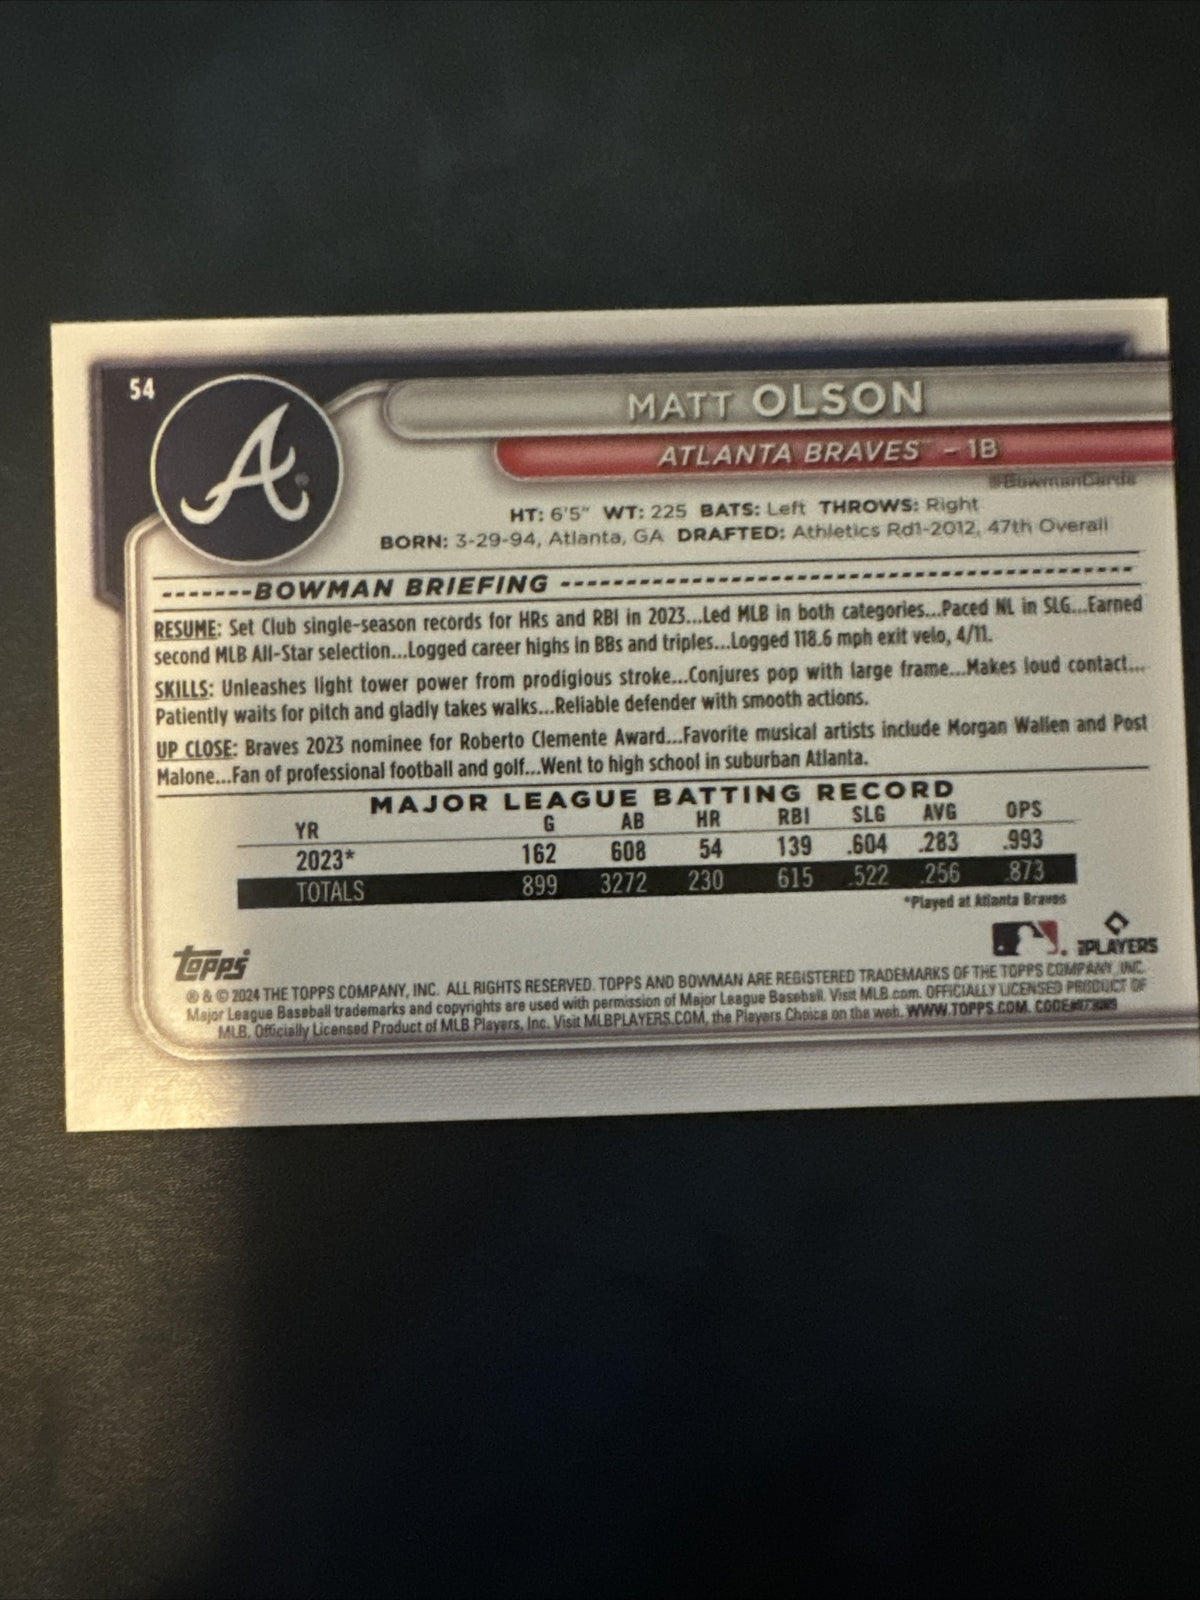 54
A
MATT OLSON
ATLANTA BRAVES™ – 1B
@BowmanCards
HT: 6'5" WT: 225 BATS: Left THROWS: Right
BORN: 3-29-94, Atlanta, GA DRAFTED: Athletics Rd1-2012, 47th Overall
BOWMAN BRIEFING
RESUME: Set Club single-season records for HRs and RBI in 2023...Led MLB in both categories...Paced NL in SLG...Earned
second MLB All-Star selection...Logged career highs in BBs and triples...Logged 118.6 mph exit velo, 4/11.
SKILLS: Unleashes light tower power from prodigious stroke...Conjures pop with large frame...Makes loud contact...
Patiently waits for pitch and gladly takes walks...Reliable defender with smooth actions.
UP CLOSE: Braves 2023 nominee for Roberto Clemente Award...Favorite musical artists include Morgan Wallen and Post
Malone...Fan of professional football and golf...Went to high school in suburban Atlanta.
MAJOR LEAGUE BATTING RECORD
YR G AB HR RBI SLG AVG OPS
2023* 162 608 54 139 .604 .283 .993
TOTALS 899 3272 230 615 .522 .256 .873
*Played at Atlanta Braves
topps PLAYERS
® & © 2024 THE TOPPS COMPANY, INC. ALL RIGHTS RESERVED. TOPPS AND BOWMAN ARE REGISTERED TRADEMARKS OF THE TOPPS COMPANY, INC.
Major League Baseball trademarks and copyrights are used with permission of Major League Baseball. Visit MLB.com. OFFICIALLY LICENSED PRODUCT OF
MLB. Officially Licensed Product of MLB Players, Inc. Visit MLBPLAYERS.COM, the Players Choice on the web. WWW.TOPPS.COM